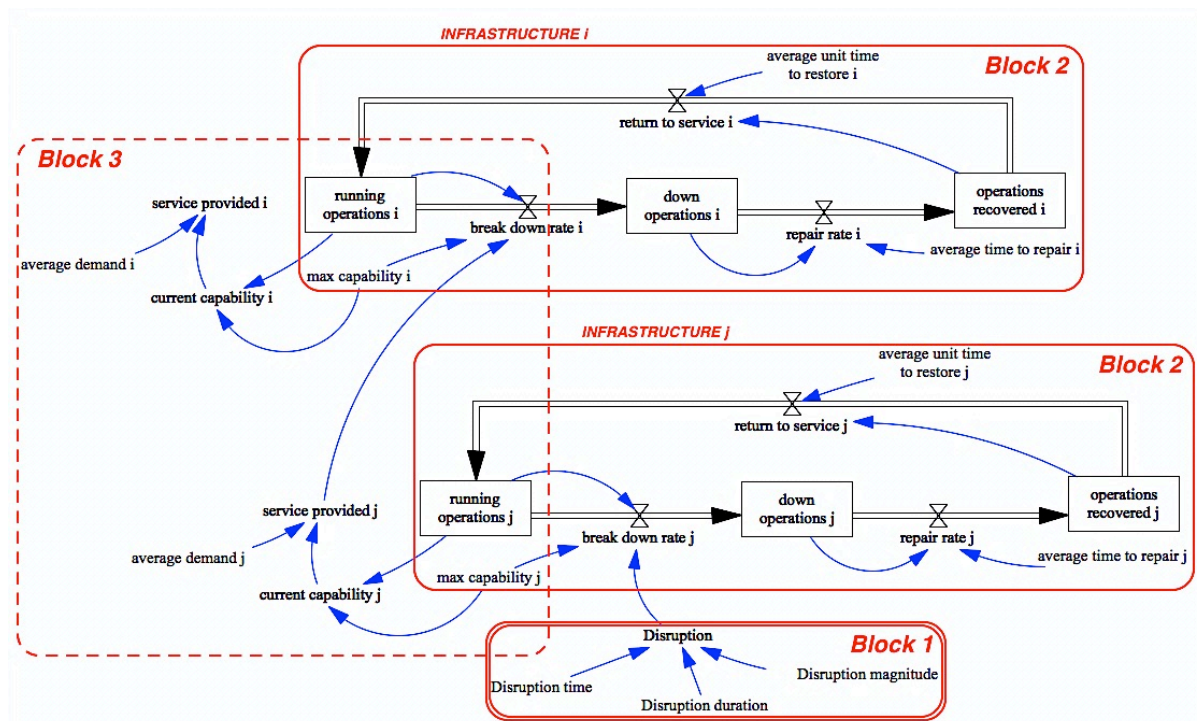 INFRASTRUCTURE i
Block 2
average unit time
to restore i
return to service i
Block 3
running
operations i
down
operations i
operations
recovered i
service provided i
break down rate i
repair rate i
average demand i
average time to repair i
max capability i
current capability i
INFRASTRUCTURE j
Block 2
average unit time
to restore j
return to service j
running
operations j
down
operations j
operations
recovered j
service provided j
break down rate j
repair rate j
average demand j
average time to repair j
max capability j
current capability j
Disruption
Block 1
Disruption magnitude
Disruption time
Disruption duration